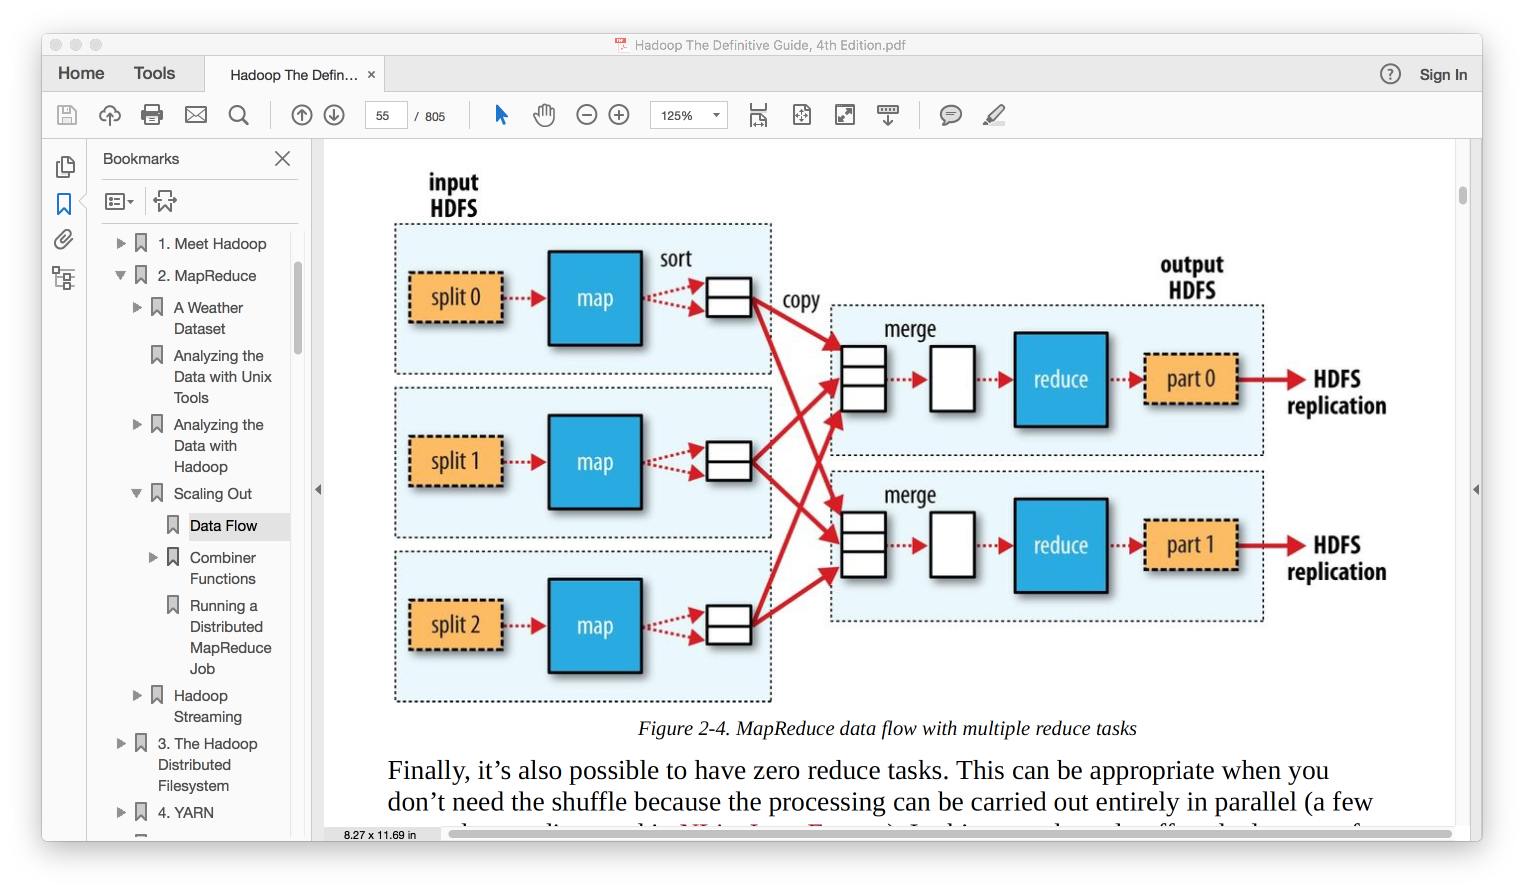 Hadoop The Definitive Guide, 4th Edition.pdf
Home
Tools
Hadoop The Defin... ×
? Sign In
55 / 805
125%
Bookmarks
1. Meet Hadoop
2. MapReduce
A Weather
Dataset
Analyzing the
Data with Unix
Tools
Analyzing the
Data with
Hadoop
Scaling Out
Data Flow
Combiner
Functions
Running a
Distributed
MapReduce
Job
Hadoop
Streaming
3. The Hadoop
Distributed
Filesystem
4. YARN
input
HDFS
split 0
map
sort
copy
split 1
map
split 2
map
output
HDFS
merge
reduce
part 0
HDFS
replication
merge
reduce
part 1
HDFS
replication
Figure 2-4. MapReduce data flow with multiple reduce tasks
Finally, it’s also possible to have zero reduce tasks. This can be appropriate when you
don’t need the shuffle because the processing can be carried out entirely in parallel (a few
8.27 x 11.69 in